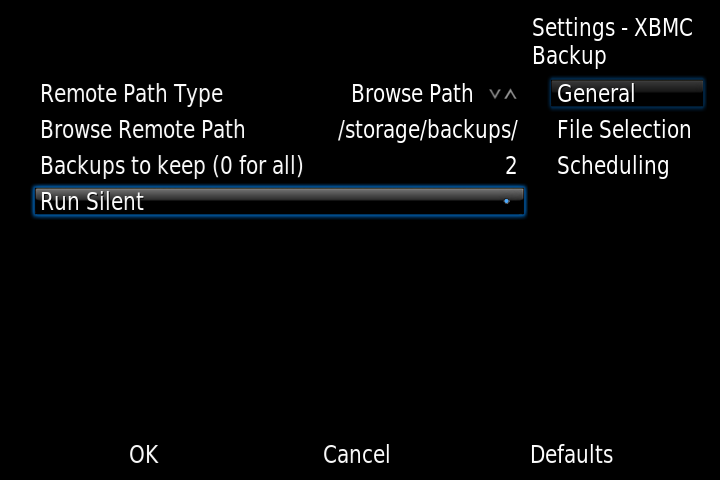 Settings - XBMC
Backup
Remote Path Type Browse Path
General
Browse Remote Path /storage/backups/
File Selection
Backups to keep (0 for all) 2
Scheduling
Run Silent
OK Cancel Defaults